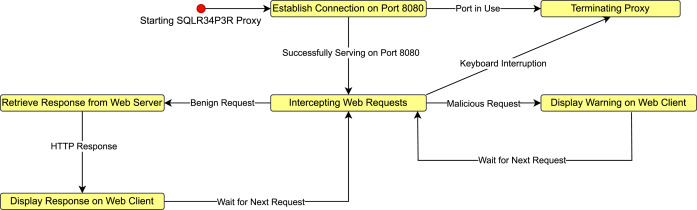 Establish Connection on Port 8080
Port in Use
Terminating Proxy
Starting SQLR34P3R Proxy
Successfully Serving on Port 8080
Keyboard Interruption
Retrieve Response from Web Server
Benign Request
Intercepting Web Requests
Malicious Request
Display Warning on Web Client
HTTP Response
Wait for Next Request
Display Response on Web Client
Wait for Next Request